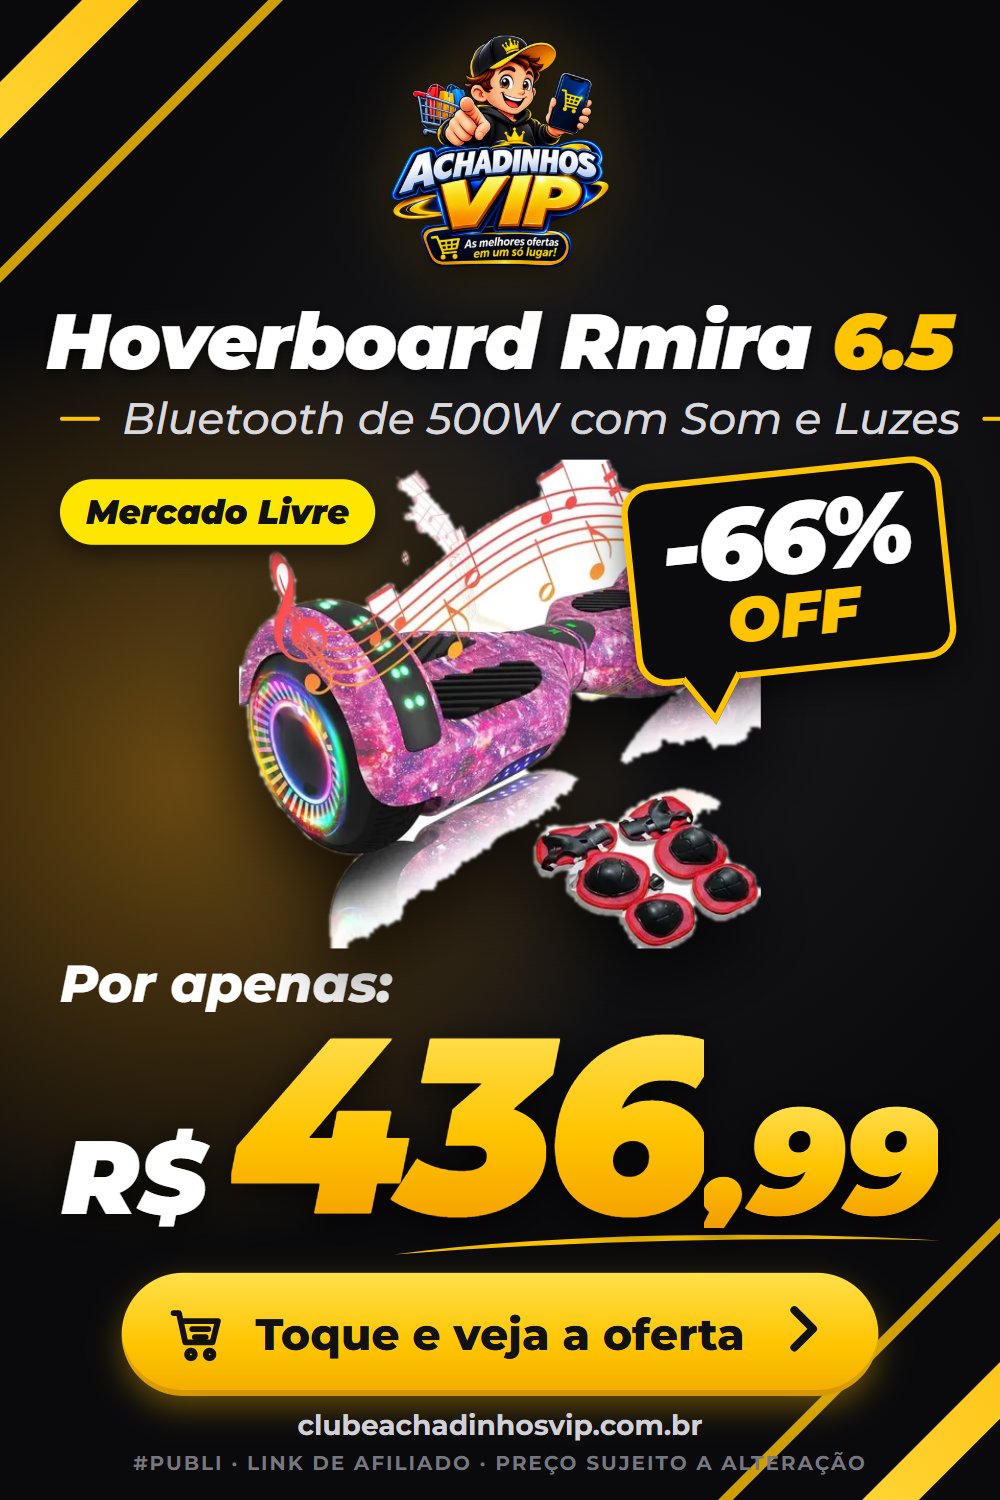 ACHADINHOS
VIP
As melhores ofertas
em um só lugar!
Hoverboard Rmira 6.5
Bluetooth de 500W com Som e Luzes
Mercado Livre
-66%
OFF
Por apenas:
R$ 436,99
Toque e veja a oferta
clubeachadinhosvip.com.br
#PUBLI · LINK DE AFILIADO · PREÇO SUJEITO A ALTERAÇÃO